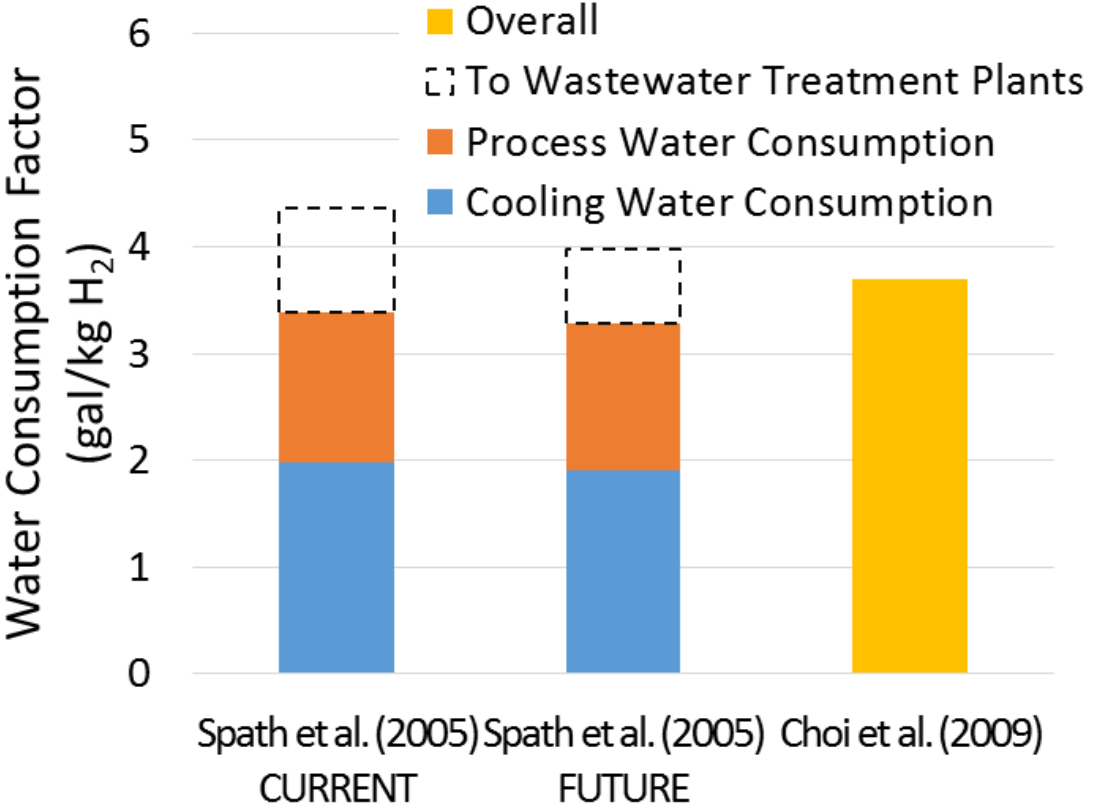 Water Consumption Factor
(gal/kg H₂)
6
5
4
3
2
1
0
Overall
To Wastewater Treatment Plants
Process Water Consumption
Cooling Water Consumption
Spath et al. (2005)
CURRENT
Spath et al. (2005)
FUTURE
Choi et al. (2009)